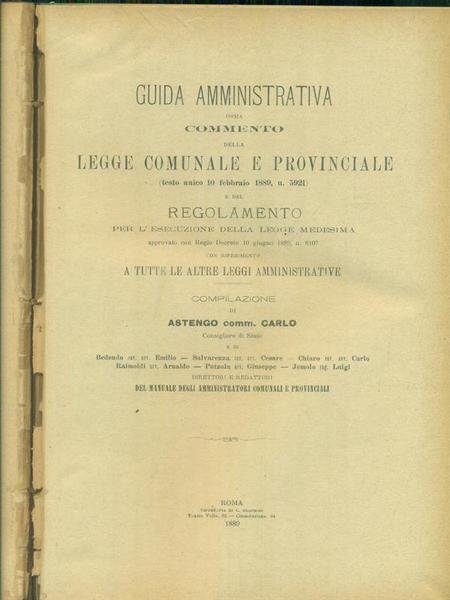 GUIDA AMMINISTRATIVA
OSSIA
COMMENTO
DELLA
LEGGE COMUNALE E PROVINCIALE
(testo unico 10 febbraio 1889, n. 5921)
E DEL
REGOLAMENTO
PER L'ESECUZIONE DELLA LEGGE MEDESIMA
approvato con Regio Decreto 10 giugno 1889, n. 6107
CON RIFERIMENTO
A TUTTE LE ALTRE LEGGI AMMINISTRATIVE
COMPILAZIONE
DI
ASTENGO comm. CARLO
Consigliere di Stato
E DI
Bedendo Emilio — Salvarezza Cesare — Chiaro Carlo
Raimoldi Arnaldo — Putzolu Giuseppe — Jemolo Luigi
DIRETTORI E REDATTORI
DEL MANUALE DEGLI AMMINISTRATORI COMUNALI E PROVINCIALI
ROMA
1889